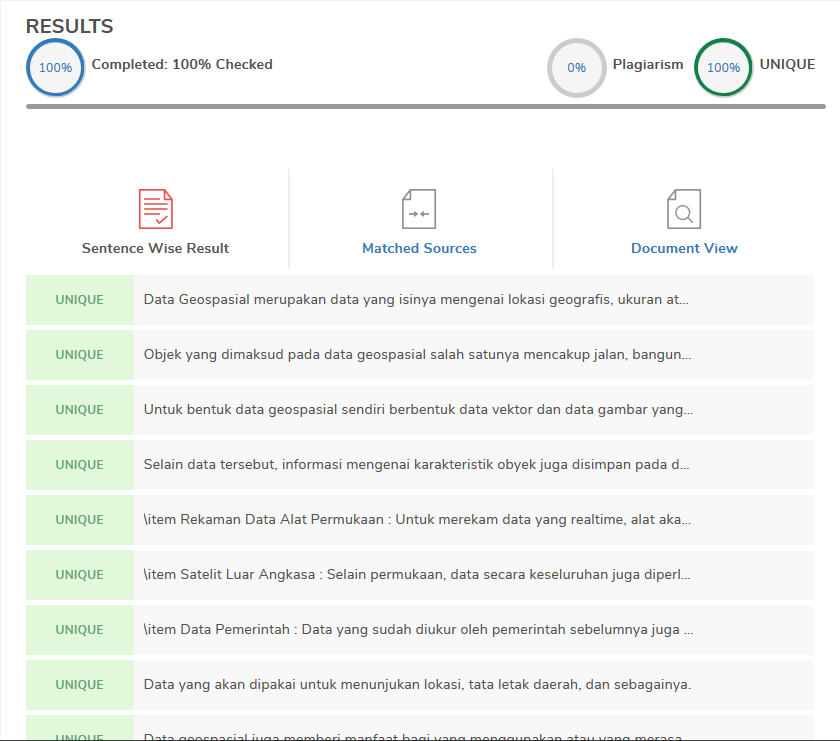 RESULTS
100%
Completed: 100% Checked
0%
Plagiarism
100%
UNIQUE
Sentence Wise Result
Matched Sources
Document View
UNIQUE Data Geospasial merupakan data yang isinya mengenai lokasi geografis, ukuran at...
UNIQUE Objek yang dimaksud pada data geospasial salah satunya mencakup jalan, bangun...
UNIQUE Untuk bentuk data geospasial sendiri berbentuk data vektor dan data gambar yang...
UNIQUE Selain data tersebut, informasi mengenai karakteristik obyek juga disimpan pada d...
UNIQUE \item Rekaman Data Alat Permukaan : Untuk merekam data yang realtime, alat aka...
UNIQUE \item Satelit Luar Angkasa : Selain permukaan, data secara keseluruhan juga diperl...
UNIQUE \item Data Pemerintah : Data yang sudah diukur oleh pemerintah sebelumnya juga ...
UNIQUE Data yang akan dipakai untuk menunjukan lokasi, tata letak daerah, dan sebagainya.
UNIQUE Data geospasial juga memberi manfaat bagi yang menggunakan atau yang merasa